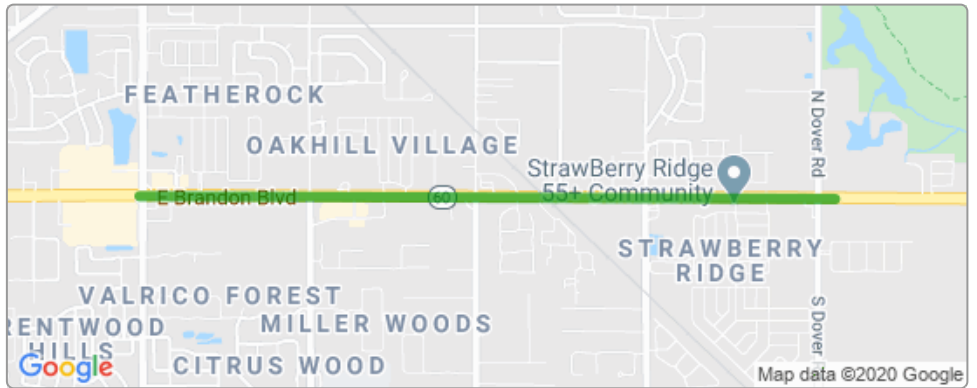 FEATHEROCK
OAKHILL VILLAGE
N Dover Rd
StrawBerry Ridge
55+ Community
E Brandon Blvd
60
STRAWBERRY
RIDGE
VALRICO FOREST
RENTWOOD
HILLS
MILLER WOODS
S Dover
CITRUS WOOD
Google
Map data ©2020 Google